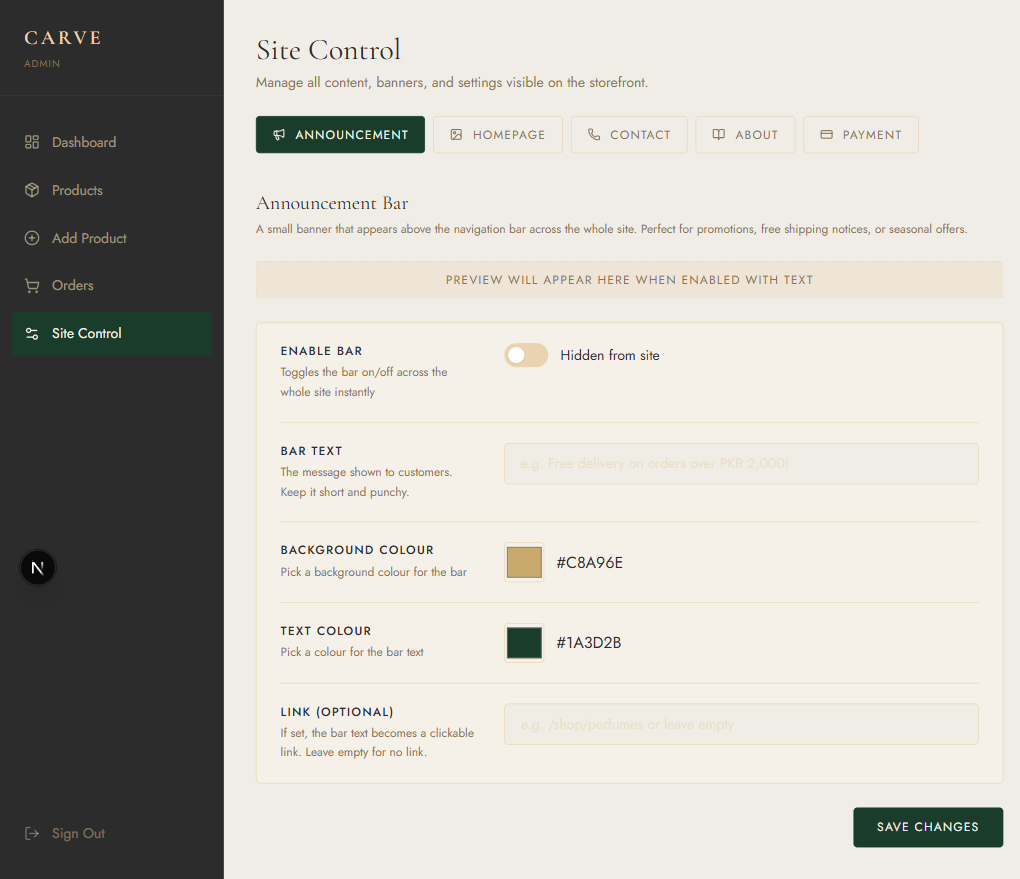 CARVE
ADMIN
Dashboard
Products
Add Product
Orders
Site Control
N
Sign Out
Site Control
Manage all content, banners, and settings visible on the storefront.
ANNOUNCEMENT
HOMEPAGE
CONTACT
ABOUT
PAYMENT
Announcement Bar
A small banner that appears above the navigation bar across the whole site. Perfect for promotions, free shipping notices, or seasonal offers.
PREVIEW WILL APPEAR HERE WHEN ENABLED WITH TEXT
ENABLE BAR
Toggles the bar on/off across the
whole site instantly
Hidden from site
BAR TEXT
The message shown to customers.
Keep it short and punchy.
e.g. Free delivery on orders over PKR 2,000!
BACKGROUND COLOUR
Pick a background colour for the bar
#C8A96E
TEXT COLOUR
Pick a colour for the bar text
#1A3D2B
LINK (OPTIONAL)
If set, the bar text becomes a clickable
link. Leave empty for no link.
e.g. /shop/perfumes or leave empty
SAVE CHANGES